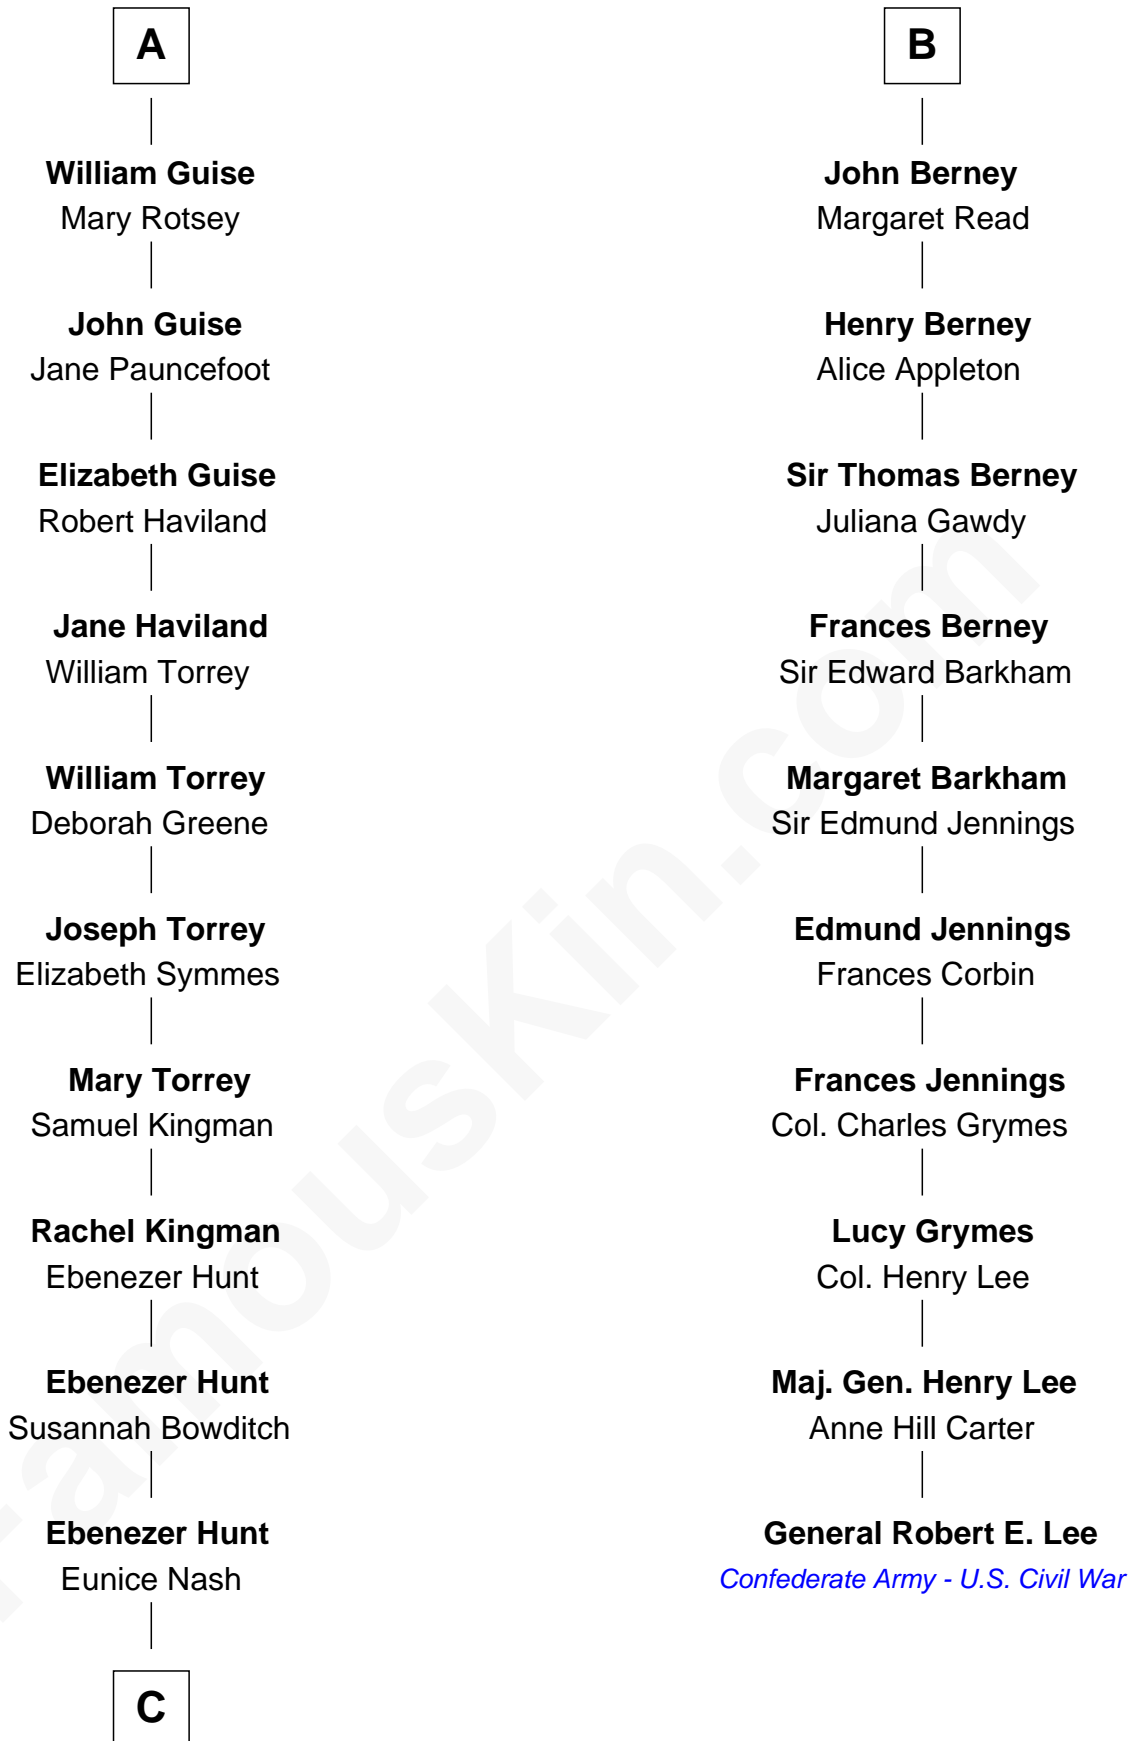 A
William Guise
Mary Rotsey
John Guise
Jane Pauncefoot
Elizabeth Guise
Robert Haviland
Jane Haviland
William Torrey
William Torrey
Deborah Greene
Joseph Torrey
Elizabeth Symmes
Mary Torrey
Samuel Kingman
Rachel Kingman
Ebenezer Hunt
Ebenezer Hunt
Susannah Bowditch
Ebenezer Hunt
Eunice Nash
C
B
John Berney
Margaret Read
Henry Berney
Alice Appleton
Sir Thomas Berney
Juliana Gawdy
Frances Berney
Sir Edward Barkham
Margaret Barkham
Sir Edmund Jennings
Edmund Jennings
Frances Corbin
Frances Jennings
Col. Charles Grymes
Lucy Grymes
Col. Henry Lee
Maj. Gen. Henry Lee
Anne Hill Carter
General Robert E. Lee
Confederate Army - U.S. Civil War
FamousKin.com